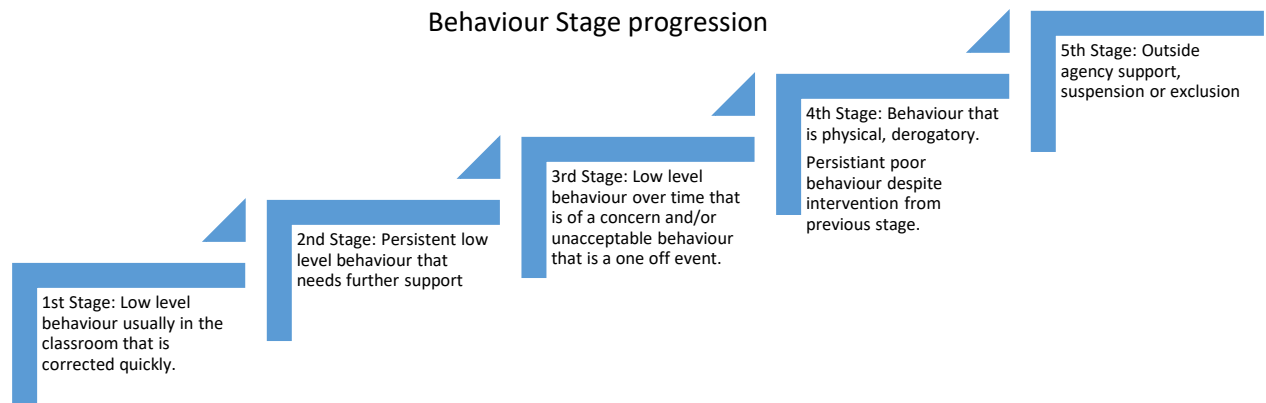 Behaviour Stage progression
1st Stage: Low level
behaviour usually in the
classroom that is
corrected quickly.
2nd Stage: Persistent low
level behaviour that
needs further support
3rd Stage: Low level
behaviour over time that
is of a concern and/or
unacceptable behaviour
that is a one off event.
4th Stage: Behaviour that
is physical, derogatory.
Persistiant poor
behaviour despite
intervention from
previous stage.
5th Stage: Outside
agency support,
suspension or exclusion